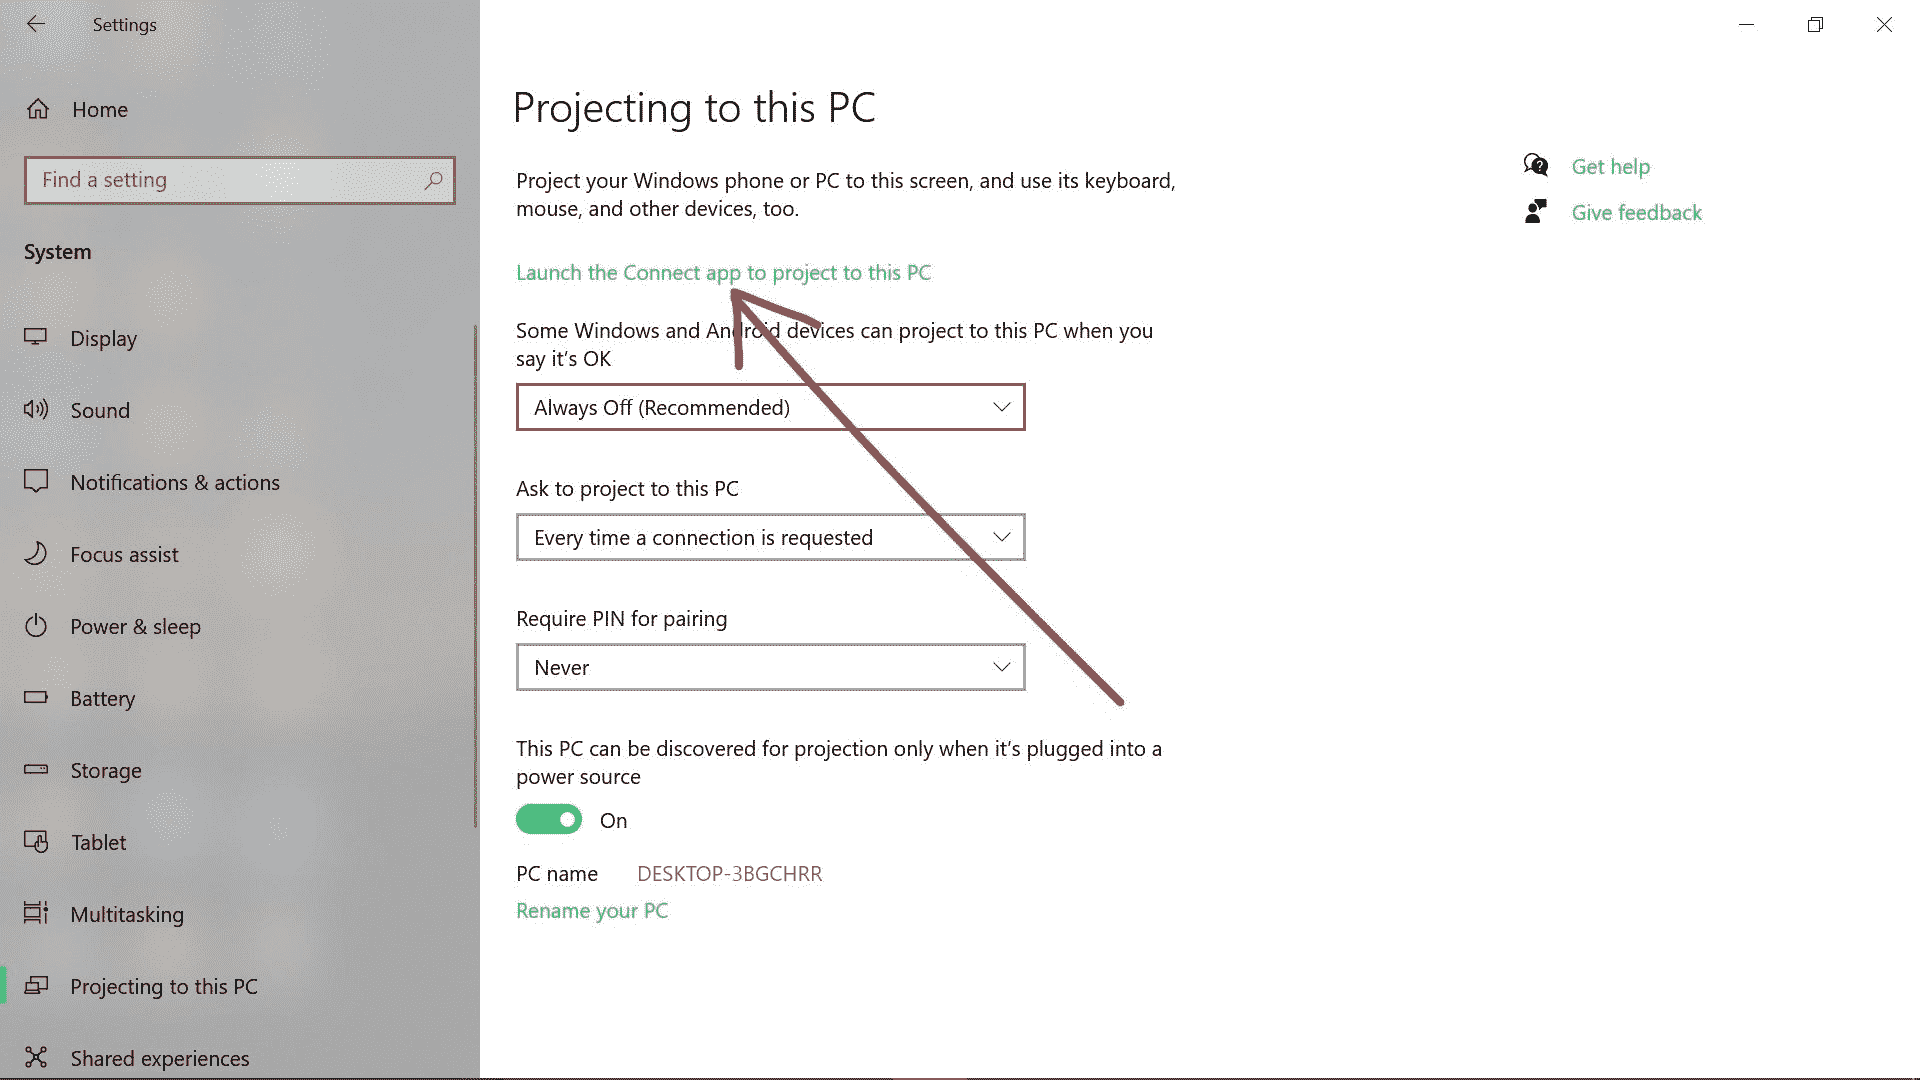 Settings
Home
Find a setting
System
Display
Sound
Notifications & actions
Focus assist
Power & sleep
Battery
Storage
Tablet
Multitasking
Projecting to this PC
Shared experiences
Projecting to this PC
Project your Windows phone or PC to this screen, and use its keyboard,
mouse, and other devices, too.
Launch the Connect app to project to this PC
Some Windows and Android devices can project to this PC when you
say it's OK
Always Off (Recommended)
Ask to project to this PC
Every time a connection is requested
Require PIN for pairing
Never
This PC can be discovered for projection only when it's plugged into a
power source
On
PC name DESKTOP-3BGCHRR
Rename your PC
Get help
Give feedback